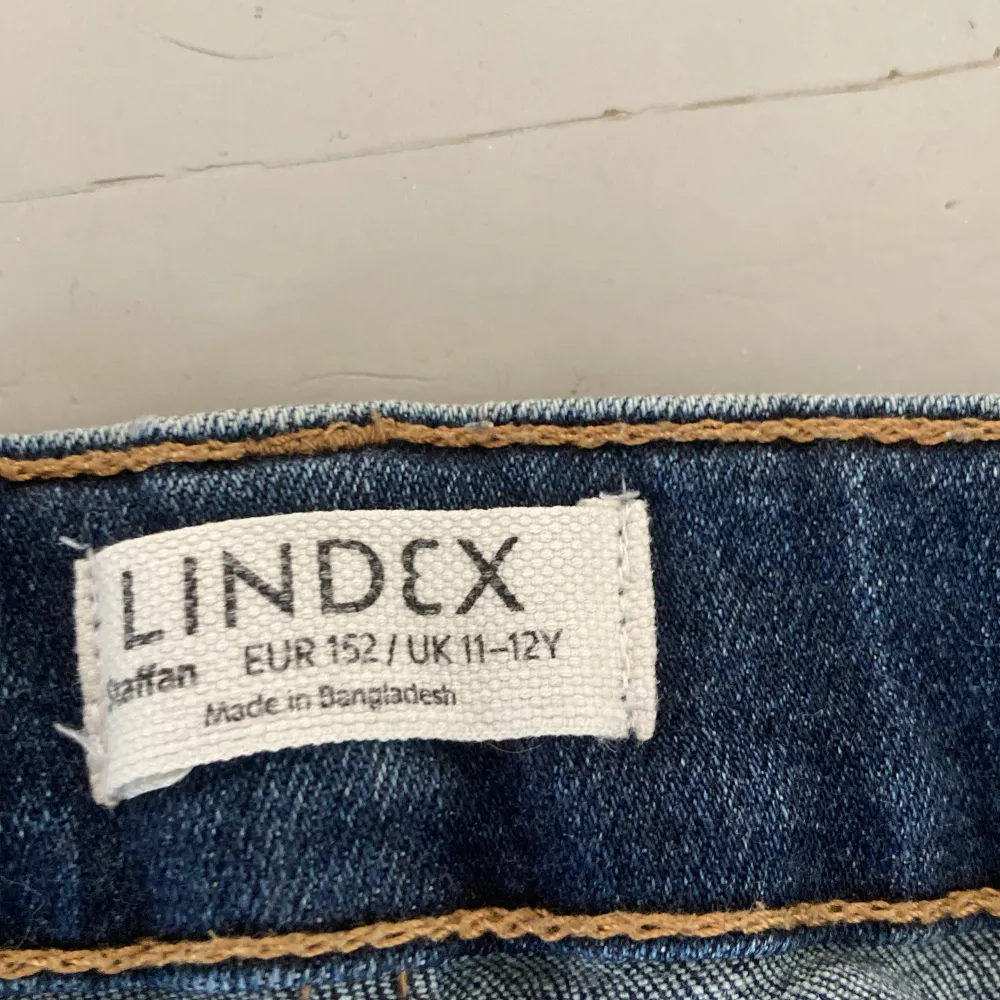 LINDEX
Staffan EUR 152 / UK 11–12Y
Made in Bangladesh